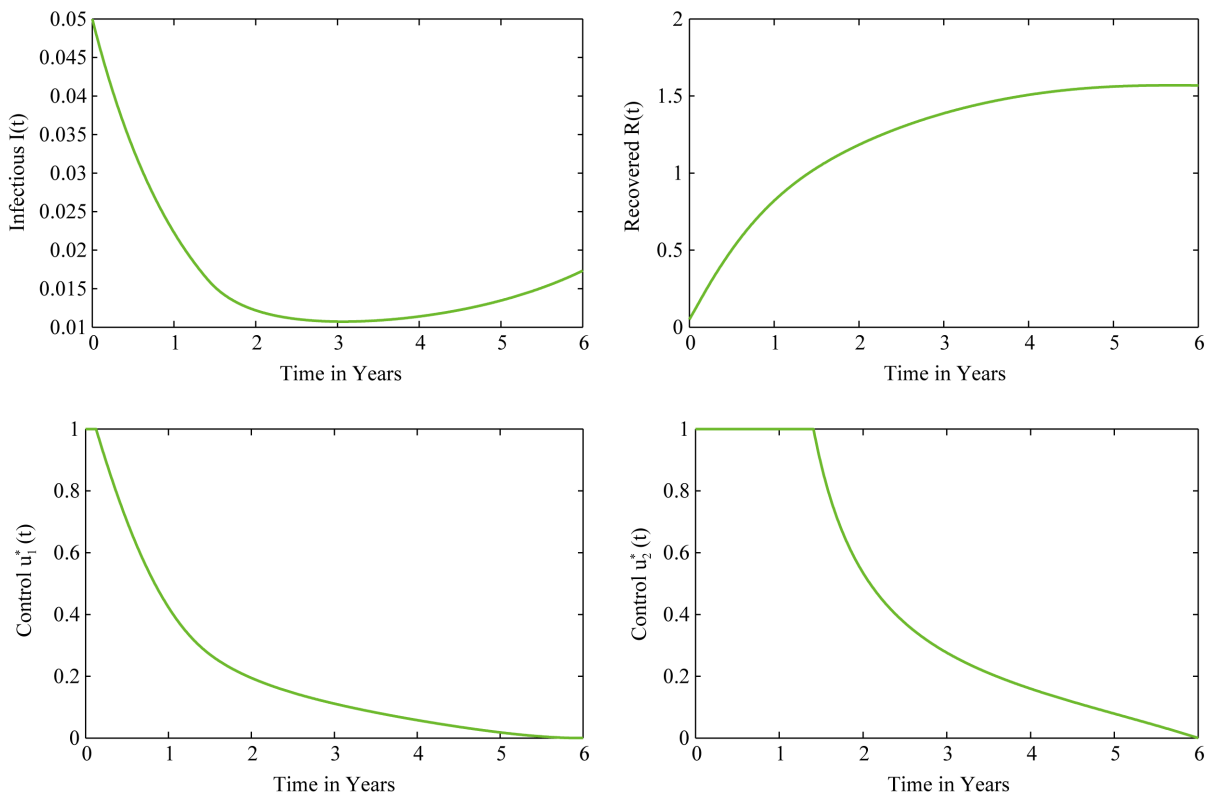 Infectious I(t)
0.05
0.045
0.04
0.035
0.03
0.025
0.02
0.015
0.01
0 1 2 3 4 5 6
Time in Years
Recovered R(t)
2
1.5
1
0.5
0
0 1 2 3 4 5 6
Time in Years
Control u₁*(t)
1
0.8
0.6
0.4
0.2
0
0 1 2 3 4 5 6
Time in Years
Control u₂*(t)
1
0.8
0.6
0.4
0.2
0
0 1 2 3 4 5 6
Time in Years